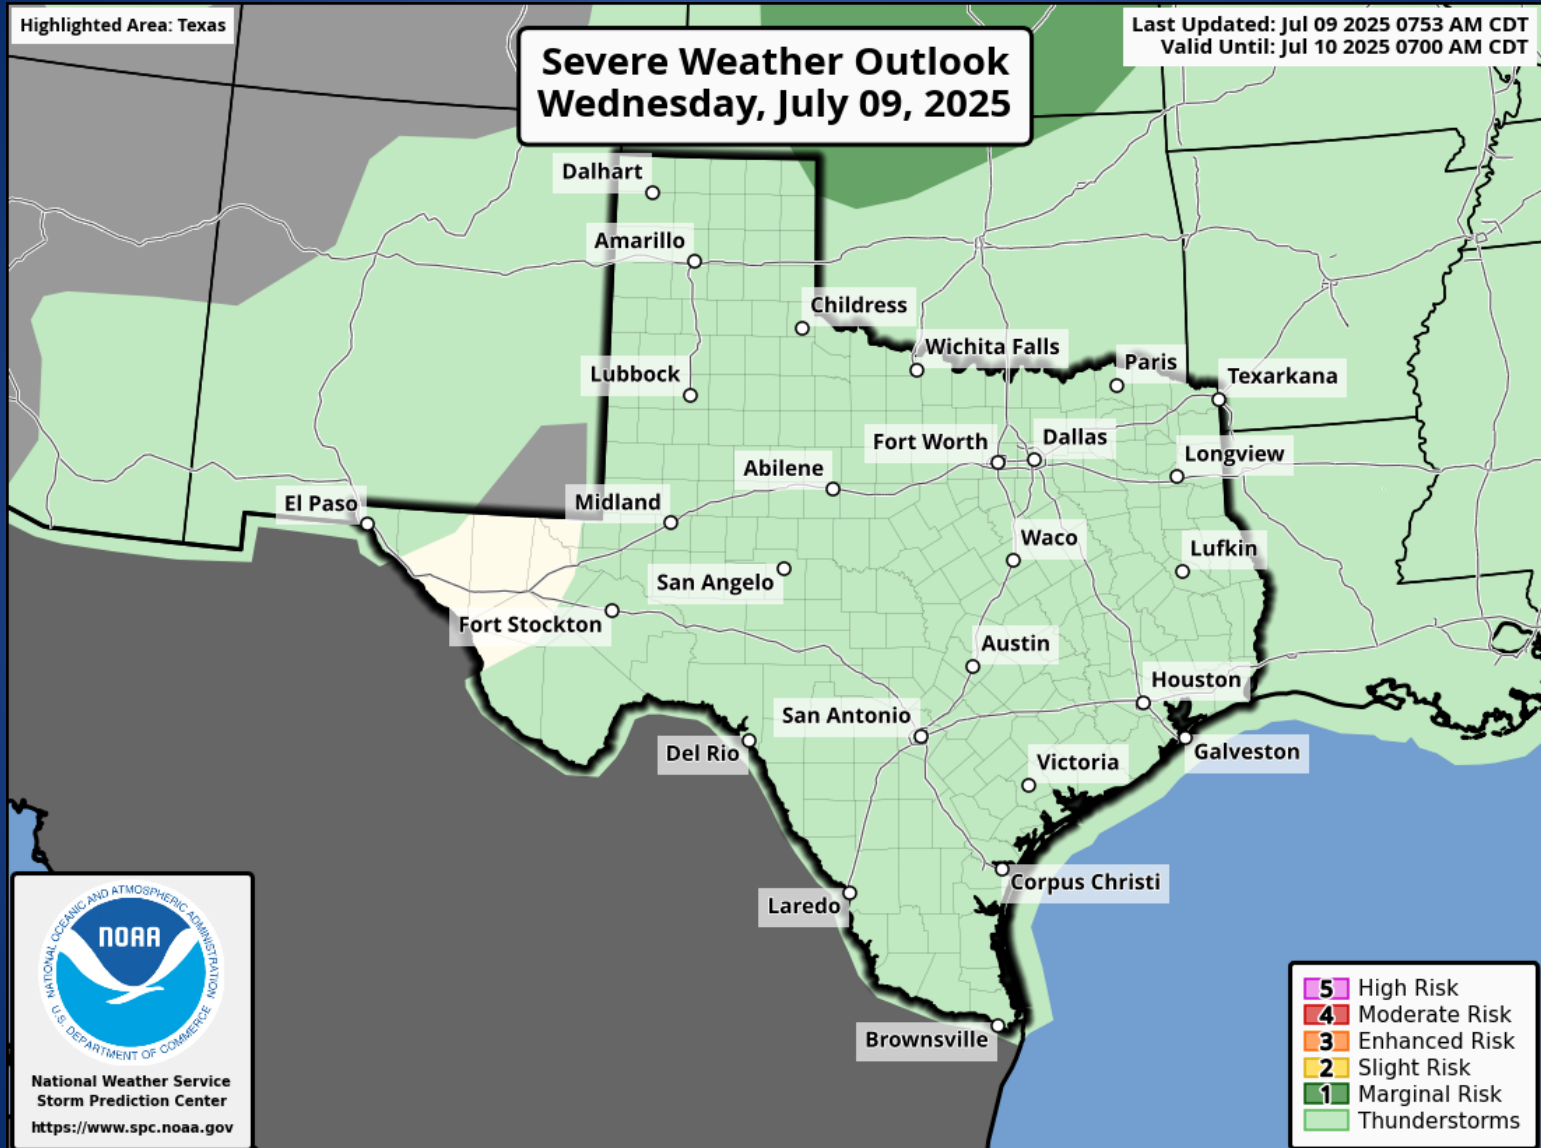 Highlighted Area: Texas
Severe Weather Outlook
Wednesday, July 09, 2025
Last Updated: Jul 09 2025 0753 AM CDT
Valid Until: Jul 10 2025 0700 AM CDT
Dalhart
Amarillo
Childress
Wichita Falls
Lubbock
Paris
Texarkana
Fort Worth
Dallas
Longview
Abilene
El Paso
Midland
Waco
Lufkin
San Angelo
Fort Stockton
Austin
Houston
San Antonio
Del Rio
Galveston
Victoria
Corpus Christi
Laredo
Brownsville
NATIONAL OCEANIC AND ATMOSPHERIC ADMINISTRATION
NOAA
U.S. DEPARTMENT OF COMMERCE
National Weather Service
Storm Prediction Center
https://www.spc.noaa.gov
5 High Risk
4 Moderate Risk
3 Enhanced Risk
2 Slight Risk
1 Marginal Risk
Thunderstorms